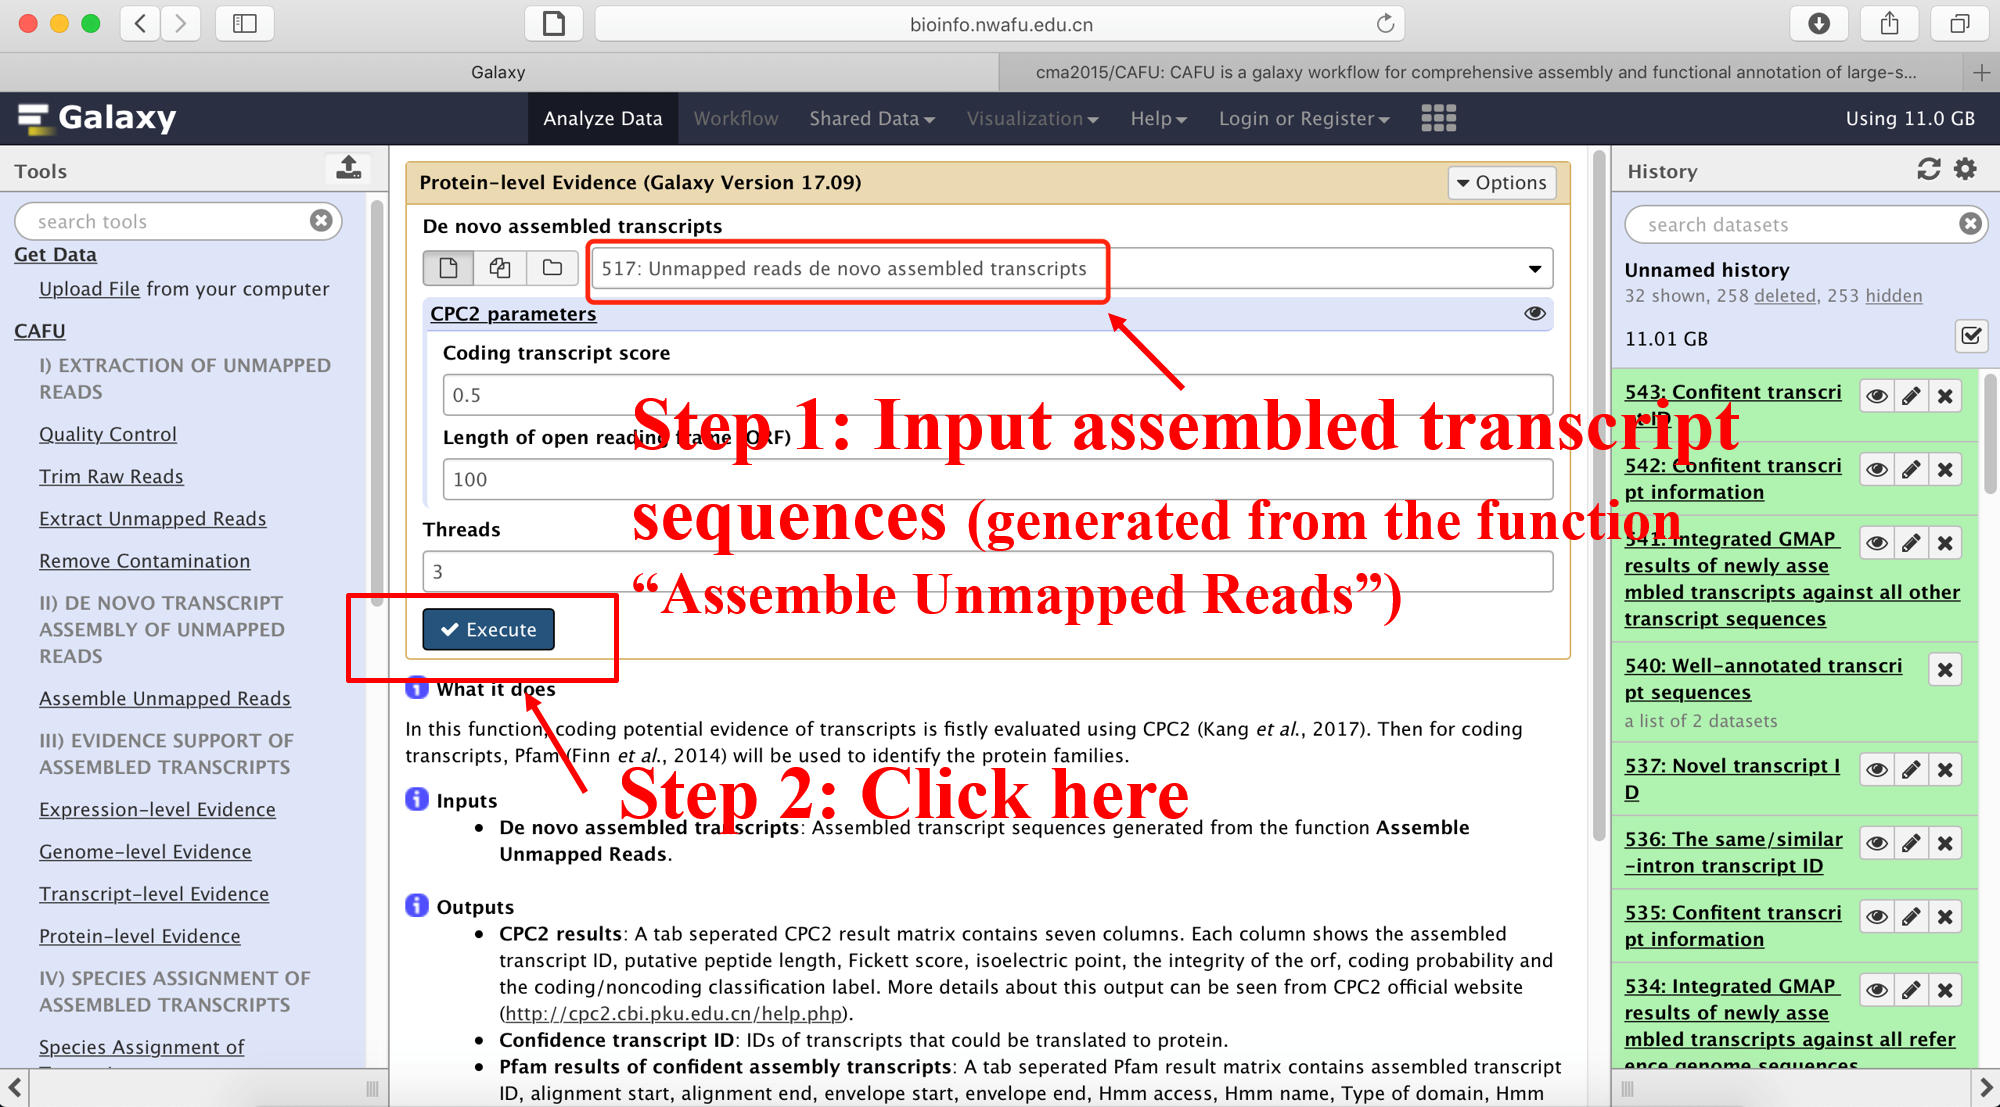 bioinfo.nwafu.edu.cn
Galaxy
cma2015/CAFU: CAFU is a galaxy workflow for comprehensive assembly and functional annotation of large-s...
Galaxy
Analyze Data
Workflow
Shared Data
Visualization
Help
Login or Register
Using 11.0 GB
Tools
search tools
Get Data
Upload File from your computer
CAFU
I) EXTRACTION OF UNMAPPED
READS
Quality Control
Trim Raw Reads
Extract Unmapped Reads
Remove Contamination
II) DE NOVO TRANSCRIPT
ASSEMBLY OF UNMAPPED
READS
Assemble Unmapped Reads
III) EVIDENCE SUPPORT OF
ASSEMBLED TRANSCRIPTS
Expression-level Evidence
Genome-level Evidence
Transcript-level Evidence
Protein-level Evidence
IV) SPECIES ASSIGNMENT OF
ASSEMBLED TRANSCRIPTS
Species Assignment of
Protein-level Evidence (Galaxy Version 17.09)
Options
De novo assembled transcripts
517: Unmapped reads de novo assembled transcripts
CPC2 parameters
Coding transcript score
0.5
Length of open reading frame (ORF)
100
Threads
3
Execute
Step 1: Input assembled transcript
sequences (generated from the function
“Assemble Unmapped Reads”)
Step 2: Click here
What it does
In this function, coding potential evidence of transcripts is fistly evaluated using CPC2 (Kang et al., 2017). Then for coding
transcripts, Pfam (Finn et al., 2014) will be used to identify the protein families.
Inputs
De novo assembled transcripts: Assembled transcript sequences generated from the function Assemble
Unmapped Reads.
Outputs
CPC2 results: A tab seperated CPC2 result matrix contains seven columns. Each column shows the assembled
transcript ID, putative peptide length, Fickett score, isoelectric point, the integrity of the orf, coding probability and
the coding/noncoding classification label. More details about this output can be seen from CPC2 official website
(http://cpc2.cbi.pku.edu.cn/help.php).
Confidence transcript ID: IDs of transcripts that could be translated to protein.
Pfam results of confident assembly transcripts: A tab seperated Pfam result matrix contains assembled transcript
ID, alignment start, alignment end, envelope start, envelope end, Hmm access, Hmm name, Type of domain, Hmm
History
search datasets
Unnamed history
32 shown, 258 deleted, 253 hidden
11.01 GB
543: Confitent transcri
pt ID
542: Confitent transcri
pt information
541: Integrated GMAP
results of newly asse
mbled transcripts against all other
transcript sequences
540: Well-annotated transcri
pt sequences
a list of 2 datasets
537: Novel transcript I
D
536: The same/similar
-intron transcript ID
535: Confitent transcri
pt information
534: Integrated GMAP
results of newly asse
mbled transcripts against all refer
ence genome sequences